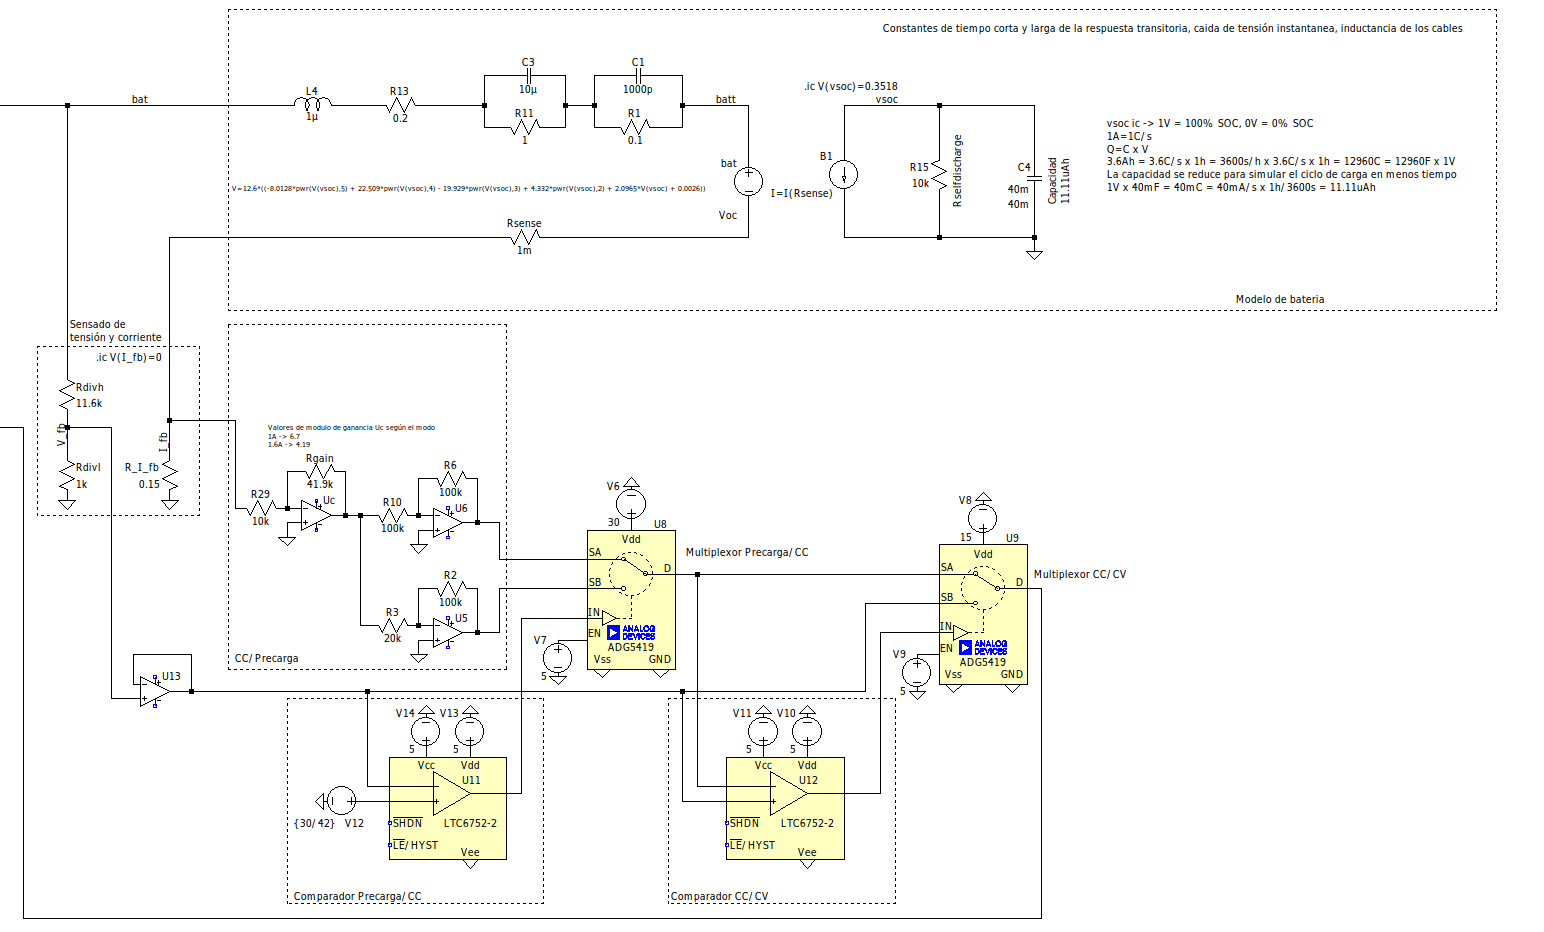 Constantes de tiempo corta y larga de la respuesta transitoria, caida de tensión instantanea, inductancia de los cables
bat
L4
1µ
R13
0.2
C3
10µ
R11
1
C1
1000p
R1
0.1
batt
.ic V(vsoc)=0.3518
vsoc
bat
Voc
V=12.6*((-8.0128*pwr(V(vsoc),5) + 22.509*pwr(V(vsoc),4) - 19.929*pwr(V(vsoc),3) + 4.332*pwr(V(vsoc),2) + 2.0965*V(vsoc) + 0.0026))
B1
I=I(Rsense)
R15
10k
Rselfdischarge
C4
40m
40m
Capacidad
11.11uAh
vsoc ic -> 1V = 100% SOC, 0V = 0% SOC
1A=1C/s
Q=C x V
3.6Ah = 3.6C/s x 1h = 3600s/h x 3.6C/s x 1h = 12960C = 12960F x 1V
La capacidad se reduce para simular el ciclo de carga en menos tiempo
1V x 40mF = 40mC = 40mA/s x 1h/3600s = 11.11uAh
Rsense
1m
Modelo de bateria
Sensado de
tensión y corriente
.ic V(I_fb)=0
Rdivh
11.6k
V_fb
Rdivl
1k
I_fb
R_I_fb
0.15
Valores de modulo de ganancia Uc según el modo
1A -> 6.7
1.6A -> 4.19
Rgain
41.9k
R29
10k
Uc
R10
100k
R6
100k
U6
R2
100k
R3
20k
U5
CC/Precarga
V6
30
U8
Vdd
SA
SB
D
IN
EN
ANALOG
DEVICES
ADG5419
Vss
GND
V7
5
Multiplexor Precarga/CC
V8
15
U9
Vdd
SA
SB
D
IN
EN
ANALOG
DEVICES
ADG5419
Vss
GND
V9
5
Multiplexor CC/CV
U13
V14
V13
5
5
Vcc
Vdd
U11
{30/42}
V12
SHDN
LTC6752-2
LE/HYST
Vee
Comparador Precarga/CC
V11
V10
5
5
Vcc
Vdd
U12
SHDN
LTC6752-2
LE/HYST
Vee
Comparador CC/CV